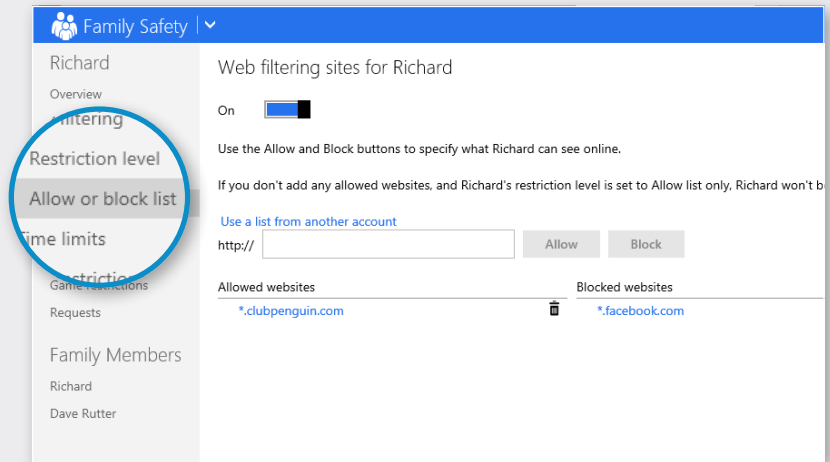 Family Safety
Richard
Overview
filtering
Restriction level
Allow or block list
Time limits
Game restrictions
Requests
Family Members
Richard
Dave Rutter
Web filtering sites for Richard
On
Use the Allow and Block buttons to specify what Richard can see online.
If you don't add any allowed websites, and Richard's restriction level is set to Allow list only, Richard won't b
Use a list from another account
http://
Allow
Block
Allowed websites
Blocked websites
*.clubpenguin.com
*.facebook.com